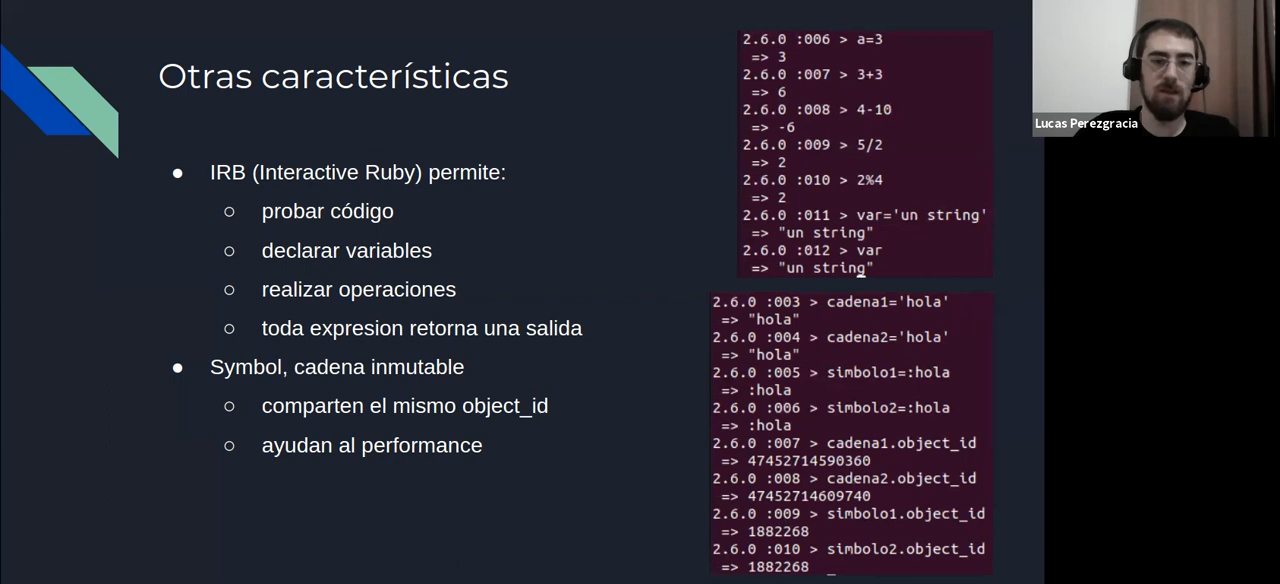 Otras características
● IRB (Interactive Ruby) permite:
○ probar código
○ declarar variables
○ realizar operaciones
○ toda expresion retorna una salida
● Symbol, cadena inmutable
○ comparten el mismo object_id
○ ayudan al performance
2.6.0 :006 > a=3
=> 3
2.6.0 :007 > 3+3
=> 6
2.6.0 :008 > 4-10
=> -6
2.6.0 :009 > 5/2
=> 2
2.6.0 :010 > 2%4
=> 2
2.6.0 :011 > var='un string'
=> "un string"
2.6.0 :012 > var
=> "un string"
2.6.0 :003 > cadena1='hola'
=> "hola"
2.6.0 :004 > cadena2='hola'
=> "hola"
2.6.0 :005 > simbolo1=:hola
=> :hola
2.6.0 :006 > simbolo2=:hola
=> :hola
2.6.0 :007 > cadena1.object_id
=> 47452714590360
2.6.0 :008 > cadena2.object_id
=> 47452714609740
2.6.0 :009 > simbolo1.object_id
=> 1882268
2.6.0 :010 > simbolo2.object_id
=> 1882268 _
Lucas Perezgracia